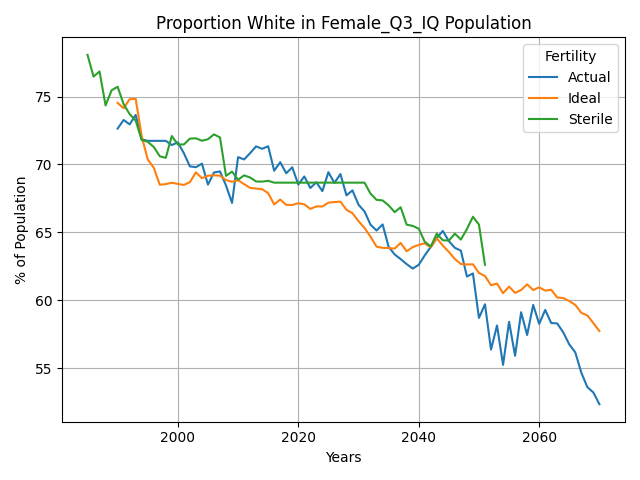 Proportion White in Female_Q3_IQ Population
Fertility
Actual
Ideal
Sterile
% of Population
75
70
65
60
55
2000
2020
2040
2060
Years